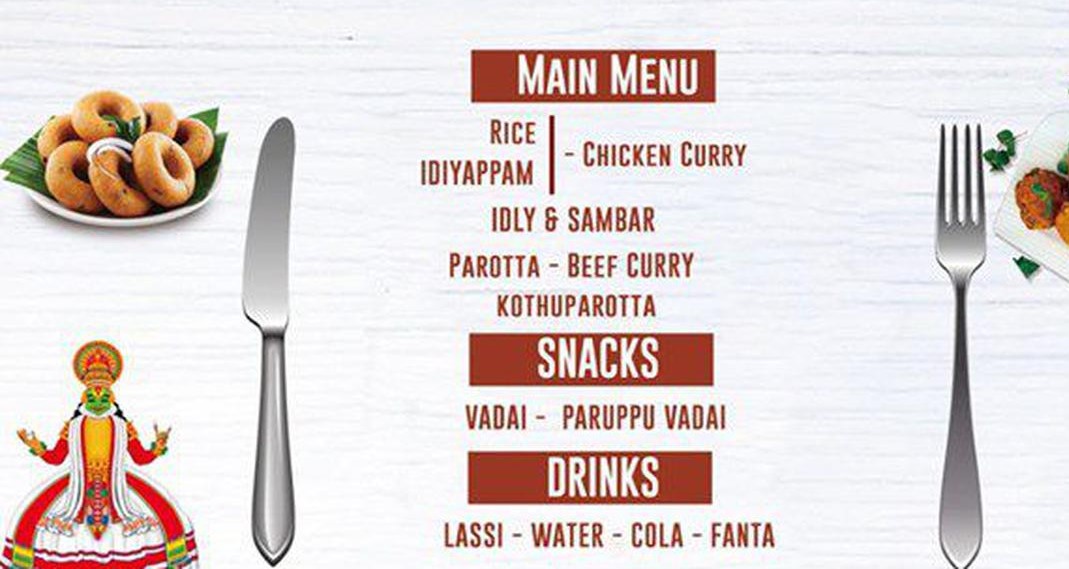 MAIN MENU
RICE
IDIYAPPAM
- CHICKEN CURRY
IDLY & SAMBAR
PAROTTA - BEEF CURRY
KOTHUPAROTTA
SNACKS
VADAI - PARUPPU VADAI
DRINKS
LASSI - WATER - COLA - FANTA